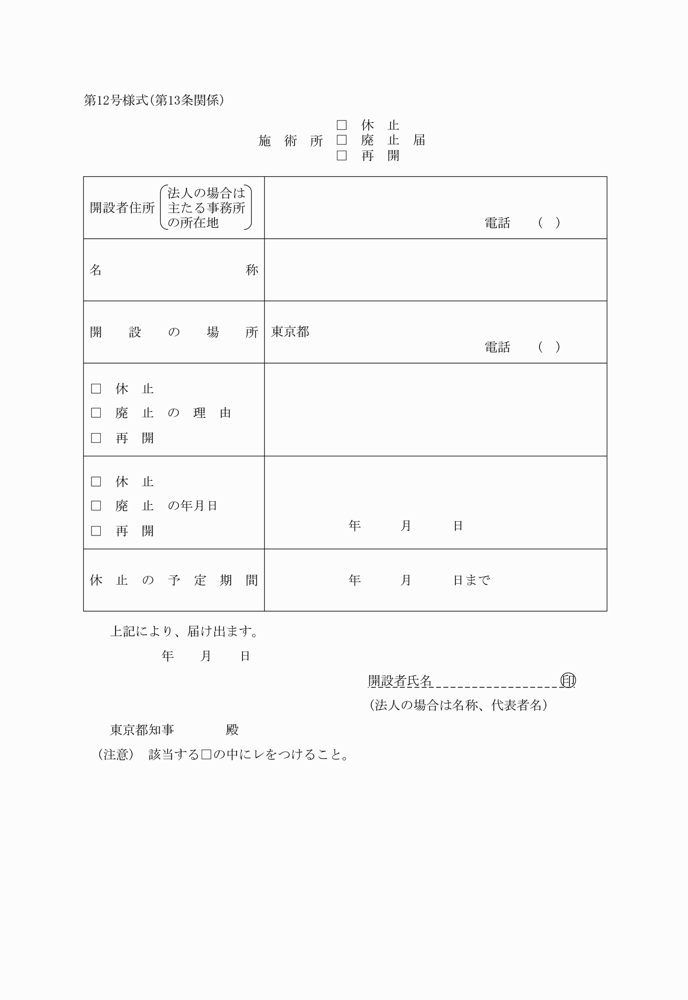 第12号様式(第13条関係)
□ 休 止
施 術 所 □ 廃 止 届
□ 再 開
開設者住所 法人の場合は
主たる事務所
の所在地
電話 ( )
名 称
開 設 の 場 所 東京都
電話 ( )
□ 休 止
□ 廃 止 の 理 由
□ 再 開
□ 休 止
□ 廃 止 の年月日
□ 再 開
年 月 日
休 止 の 予 定 期 間 年 月 日まで
上記により、届け出ます。
年 月 日
開設者氏名 ㊞
(法人の場合は名称、代表者名)
東京都知事 殿
(注意) 該当する□の中にレをつけること。